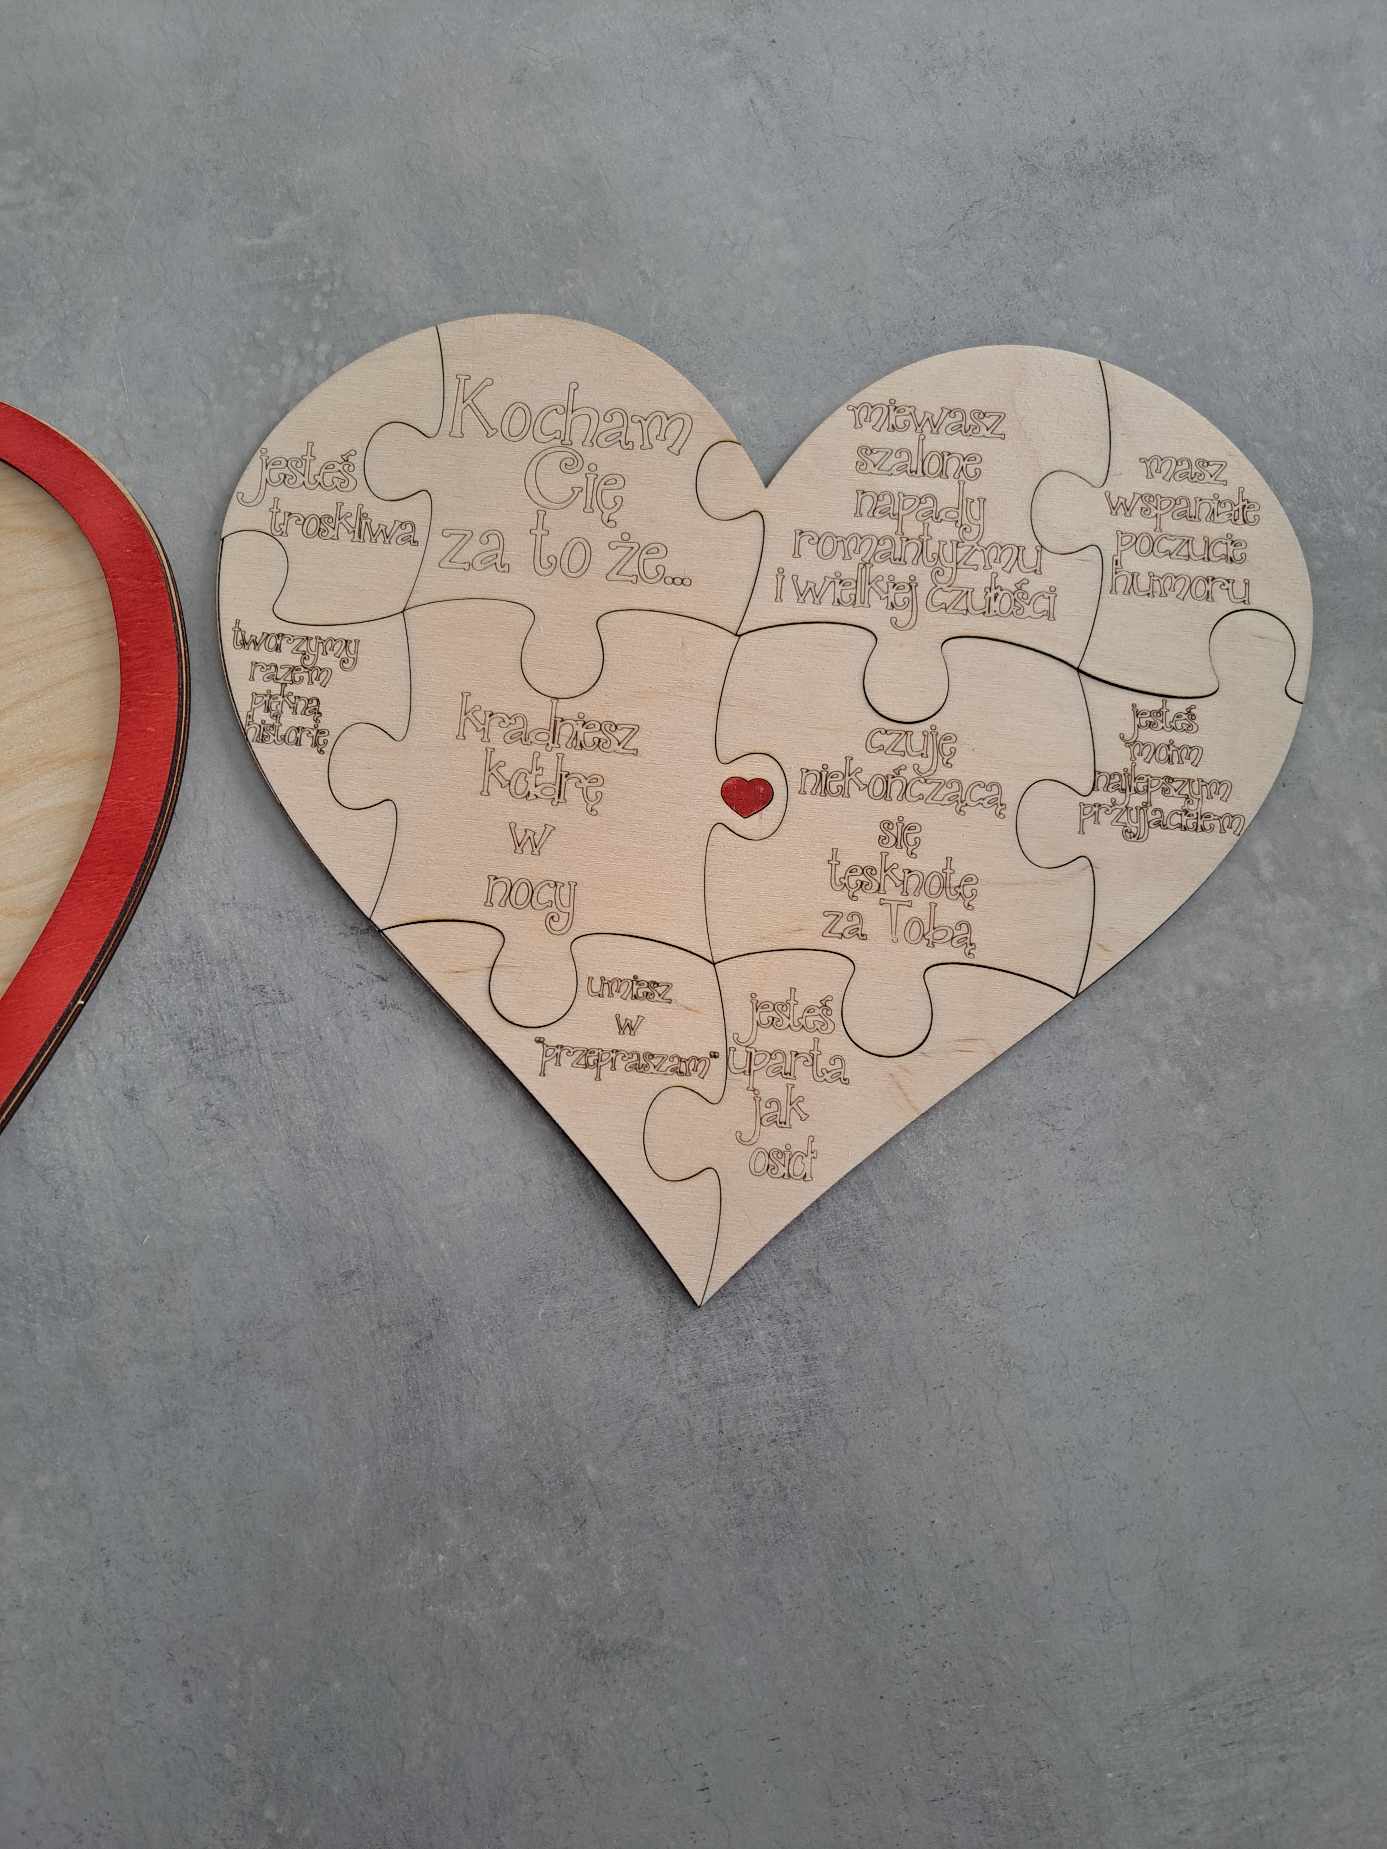 jesteś
troskliwa
Kocham
Cię
za to że...
miewasz
szalone
napady
romantyzmu
i wielkiej czułości
masz
wspaniałe
poczucie
humoru
tworzymy
razem
piękną
historię
kradniesz
kołdrę
w
nocy
czuję
niekończącą
się
tęsknotę
za Tobą
jesteś
moim
najlepszym
przyjacielem
umiesz
w
"przepraszam"
jesteś
uparta
jak
osioł